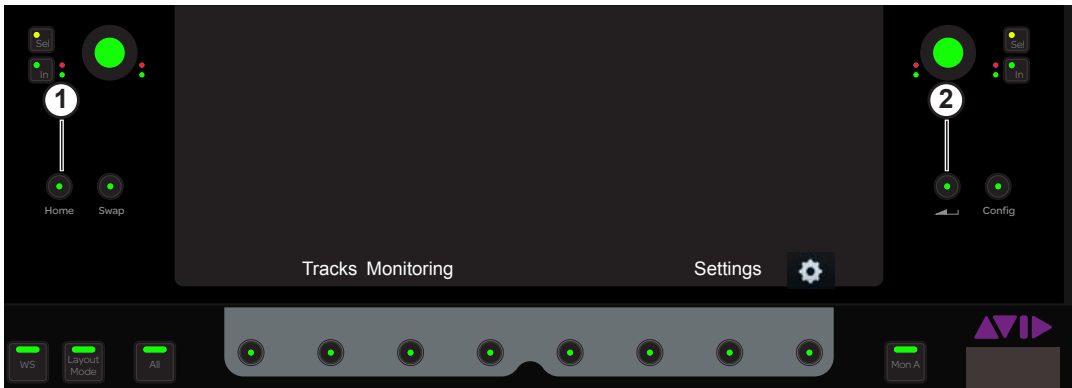 Sel
Sel
In
In
1
2
Home Swap
Config
Tracks Monitoring Settings
WS
Layout
Mode
All
Mon A
AVID